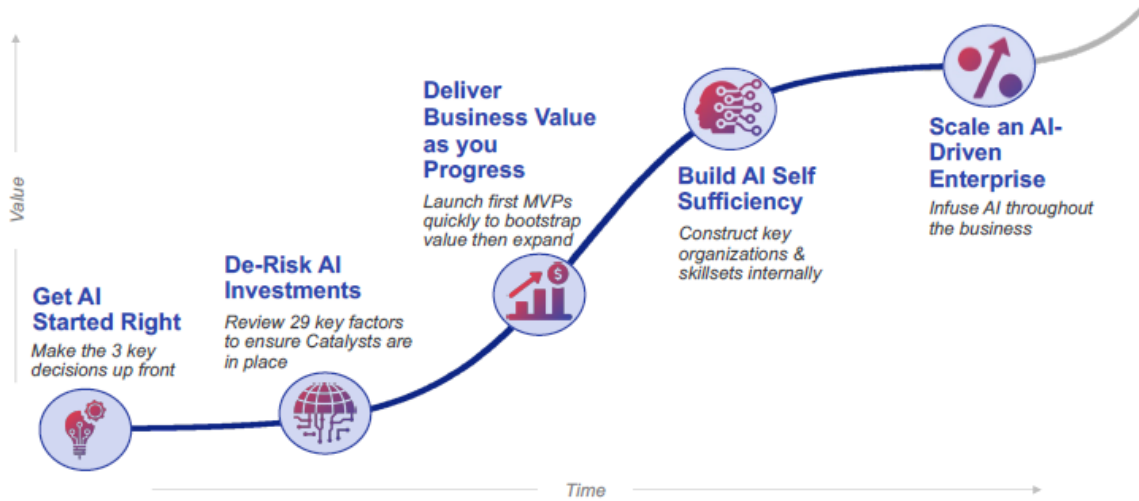 Value
Get AI
Started Right
Make the 3 key
decisions up front
De-Risk AI
Investments
Review 29 key factors
to ensure Catalysts are
in place
Deliver
Business Value
as you
Progress
Launch first MVPs
quickly to bootstrap
value then expand
$
Build AI Self
Sufficiency
Construct key
organizations &
skillsets internally
Scale an AI-
Driven
Enterprise
Infuse AI throughout
the business
Time